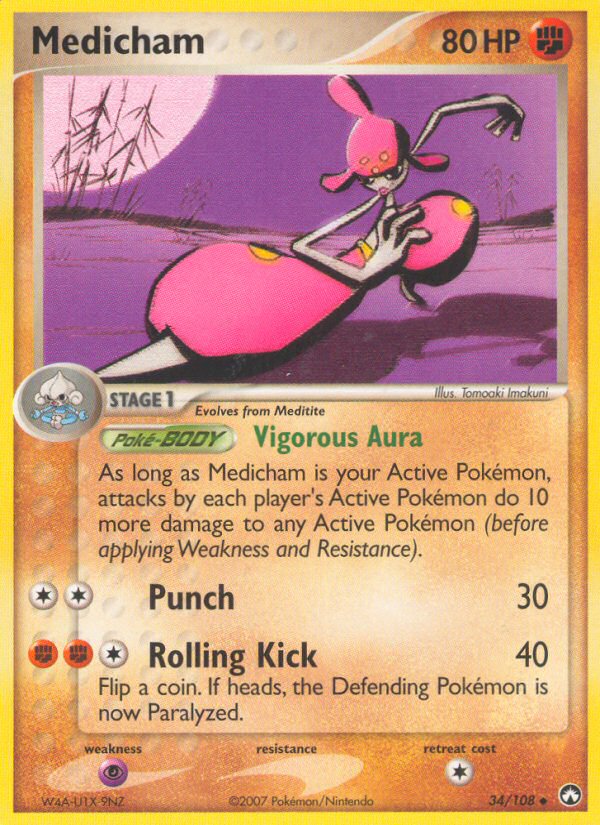 Medicham 80 HP
Illus. Tomoaki Imakuni
STAGE 1
Evolves from Meditite
Poké-BODY Vigorous Aura
As long as Medicham is your Active Pokémon,
attacks by each player's Active Pokémon do 10
more damage to any Active Pokémon (before
applying Weakness and Resistance).
Punch 30
Rolling Kick 40
Flip a coin. If heads, the Defending Pokémon is
now Paralyzed.
weakness resistance retreat cost
W4A-U1X-9NZ ©2007 Pokémon/Nintendo 34/108